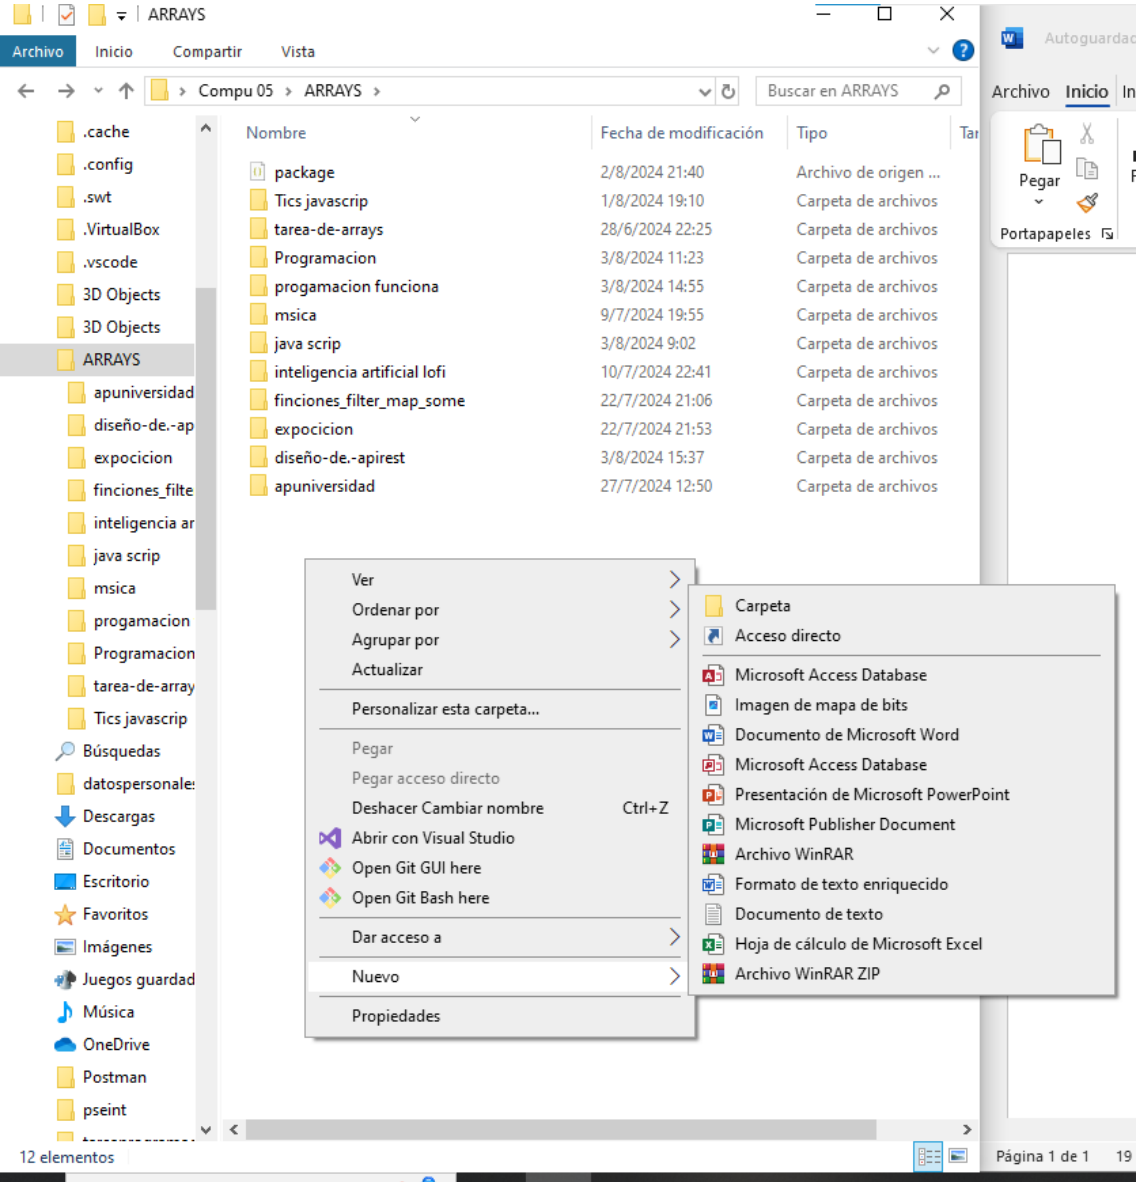 ARRAYS
Archivo Inicio Compartir Vista
Compu 05 ARRAYS
Buscar en ARRAYS
.cache
.config
.swt
.VirtualBox
.vscode
3D Objects
3D Objects
ARRAYS
apuniversidad
diseño-de.-ap
expocicion
finciones_filte
inteligencia ar
java scrip
msica
progamacion
Programacion
tarea-de-array
Tics javascrip
Búsquedas
datospersonales
Descargas
Documentos
Escritorio
Favoritos
Imágenes
Juegos guardad
Música
OneDrive
Postman
pseint
Nombre Fecha de modificación Tipo Tar
package 2/8/2024 21:40 Archivo de origen ...
Tics javascrip 1/8/2024 19:10 Carpeta de archivos
tarea-de-arrays 28/6/2024 22:25 Carpeta de archivos
Programacion 3/8/2024 11:23 Carpeta de archivos
progamacion funciona 3/8/2024 14:55 Carpeta de archivos
msica 9/7/2024 19:55 Carpeta de archivos
java scrip 3/8/2024 9:02 Carpeta de archivos
inteligencia artificial lofi 10/7/2024 22:41 Carpeta de archivos
finciones_filter_map_some 22/7/2024 21:06 Carpeta de archivos
expocicion 22/7/2024 21:53 Carpeta de archivos
diseño-de.-apirest 3/8/2024 15:37 Carpeta de archivos
apuniversidad 27/7/2024 12:50 Carpeta de archivos
Ver
Ordenar por
Agrupar por
Actualizar
Personalizar esta carpeta...
Pegar
Pegar acceso directo
Deshacer Cambiar nombre Ctrl+Z
Abrir con Visual Studio
Open Git GUI here
Open Git Bash here
Dar acceso a
Nuevo
Propiedades
Carpeta
Acceso directo
Microsoft Access Database
Imagen de mapa de bits
Documento de Microsoft Word
Microsoft Access Database
Presentación de Microsoft PowerPoint
Microsoft Publisher Document
Archivo WinRAR
Formato de texto enriquecido
Documento de texto
Hoja de cálculo de Microsoft Excel
Archivo WinRAR ZIP
12 elementos
Autoguardad
Archivo Inicio In
Pegar
Portapapeles
Página 1 de 1 19